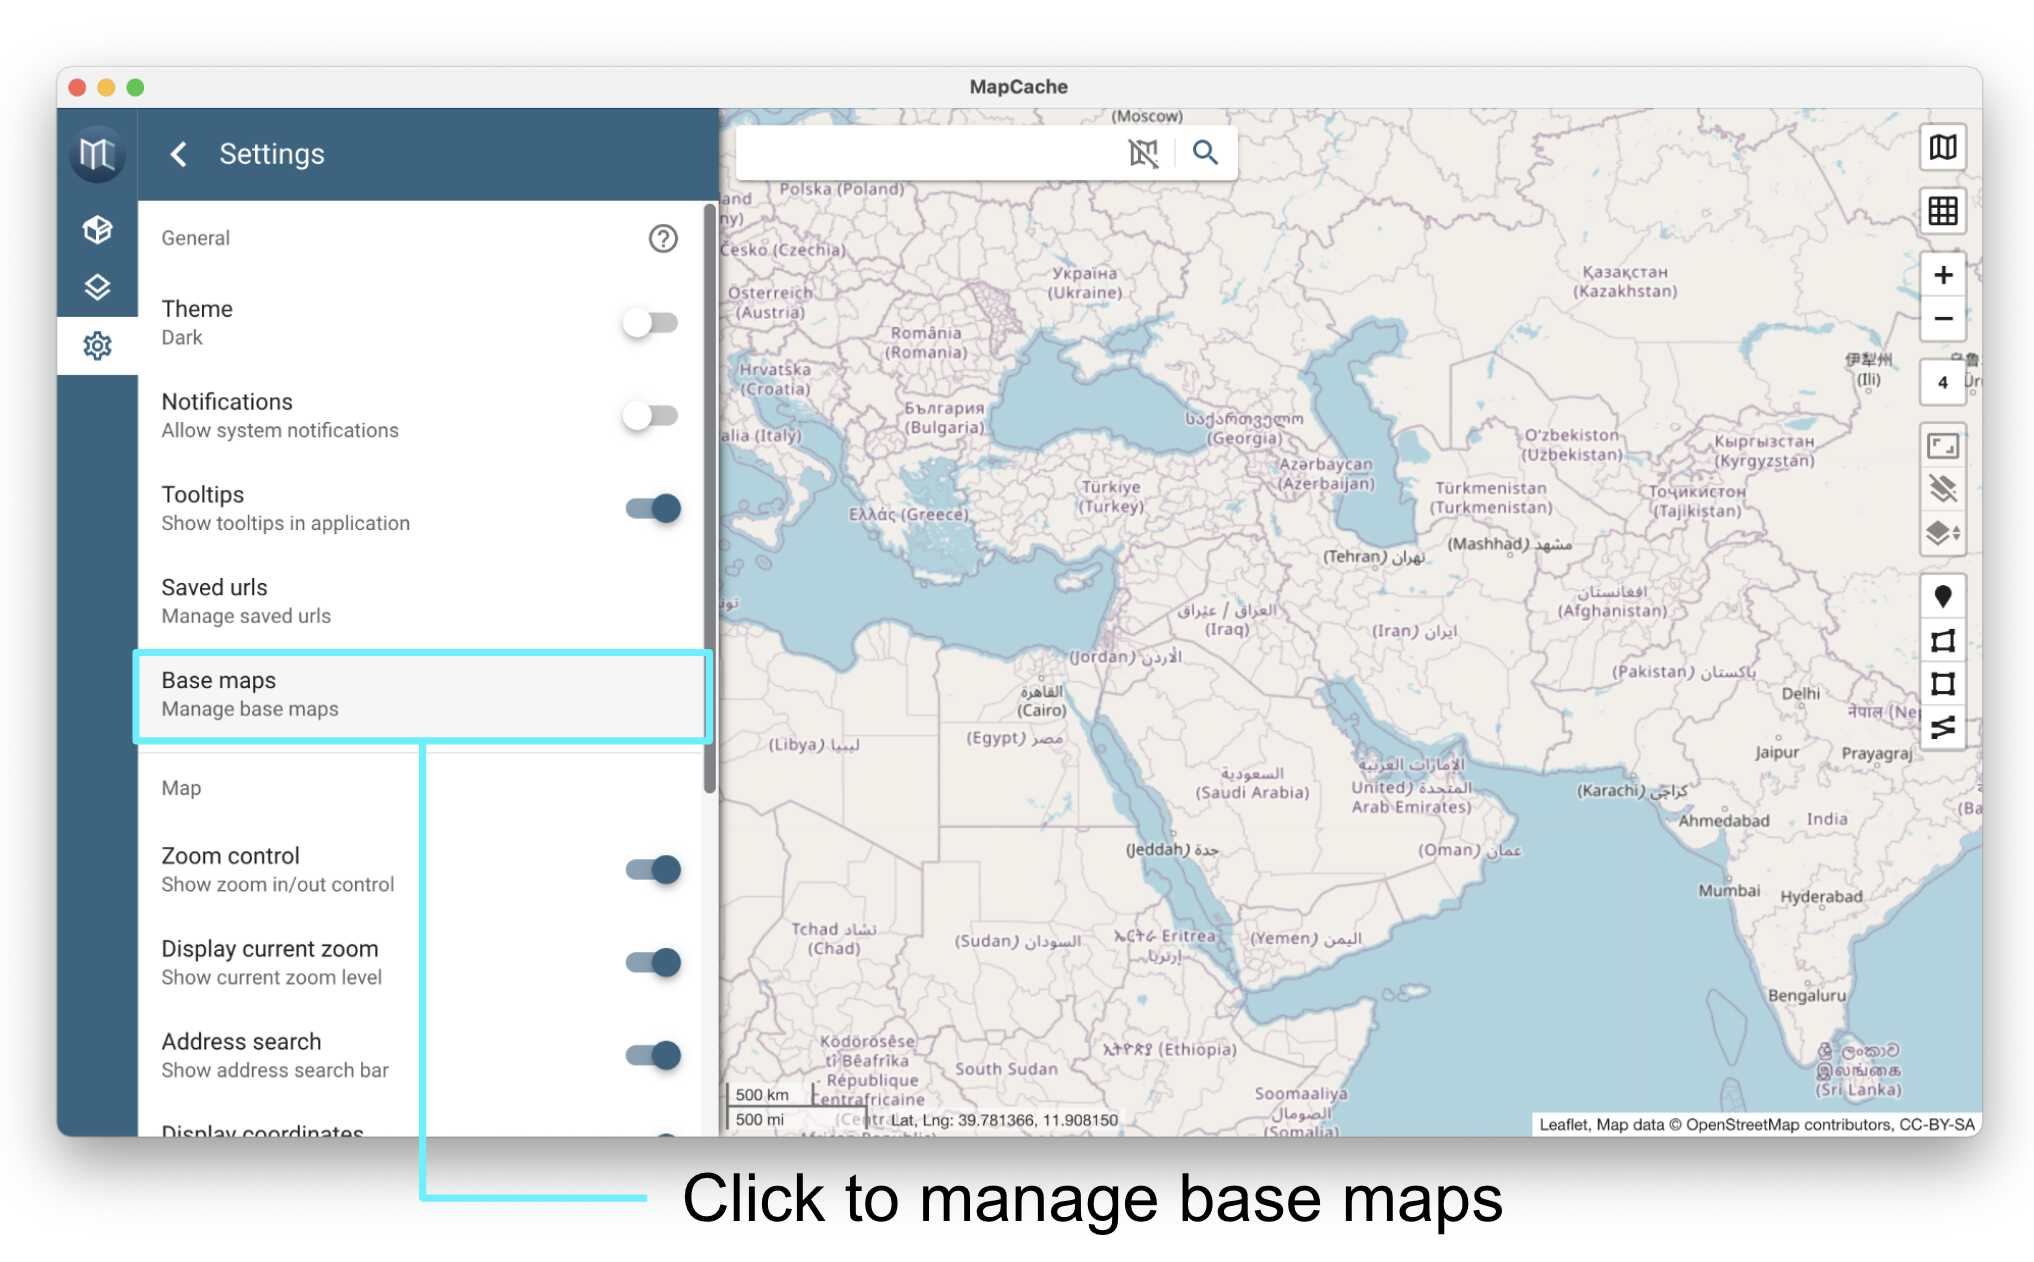 MapCache
Settings
General
Theme
Dark
Notifications
Allow system notifications
Tooltips
Show tooltips in application
Saved urls
Manage saved urls
Base maps
Manage base maps
Map
Zoom control
Show zoom in/out control
Display current zoom
Show current zoom level
Address search
Show address search bar
Display coordinates
(Moscow)
Polska (Poland)
Česko (Czechia)
Österreich
(Austria)
Україна
(Ukraine)
România
(Romania)
Hrvatska
(Croatia)
България
(Bulgaria)
alia (Italy)
Ελλάς (Greece)
Türkiye
(Turkey)
საქართველო
(Georgia)
Azərbaycan
(Azerbaijan)
Қазақстан
(Kazakhstan)
伊犁州
(Ili)
O'zbekiston
(Uzbekistan)
Кыргызстан
(Kyrgyzstan)
Türkmenistan
(Turkmenistan)
Тоҷикистон
(Tajikistan)
(Tehran) تهران
(Mashhad) مشهد
افغانستان
(Afghanistan)
العراق / عێراق
(Iraq)
(Iran) ایران
(Jordan) الأردن
(Pakistan) پاکستان
القاهرة
(Cairo)
(Libya) ليبيا
(Egypt) مصر
السعودية
(Saudi Arabia)
الإمارات العربية
المتحدة (United
Arab Emirates)
(Karachi) کراچی
Delhi
नेपाल (Nep
Jaipur
Prayagraj
Ahmedabad
India
(Ba
(Jeddah) جدة
(Oman) عمان
Mumbai
Hyderabad
Tchad تشاد
(Chad)
(Sudan) السودان
ኤርትራ Eritrea
إرتريا
(Yemen) اليمن
Bengaluru
ශ්‍රී ලංකාව
இலங்கை
(Sri Lanka)
Ködörösêse
tî Bêafrîka
- République
centrafricaine
South Sudan
ኢትዮጵያ (Ethiopia)
Soomaaliya
الصومال
(Somalia)
4
500 km
500 mi
Lat, Lng: 39.781366, 11.908150
Leaflet, Map data © OpenStreetMap contributors, CC-BY-SA
Click to manage base maps